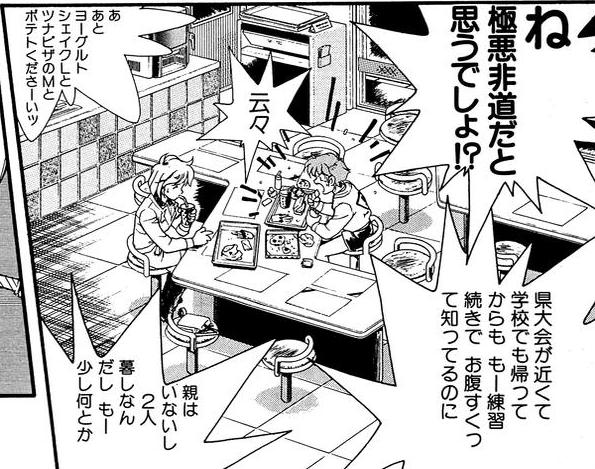 ね
極悪非道だと
思うでしょ!?
県大会が近くて
学校でも帰って
からも もー練習
続きで お腹すくっ
て知ってるのに
云々
親は
いないし
2人
暮しなん
だし もー
少し何とか
あ
あと
ヨーグルト
シェイクLと
ツナピザのMと
ポテトくださーいッ